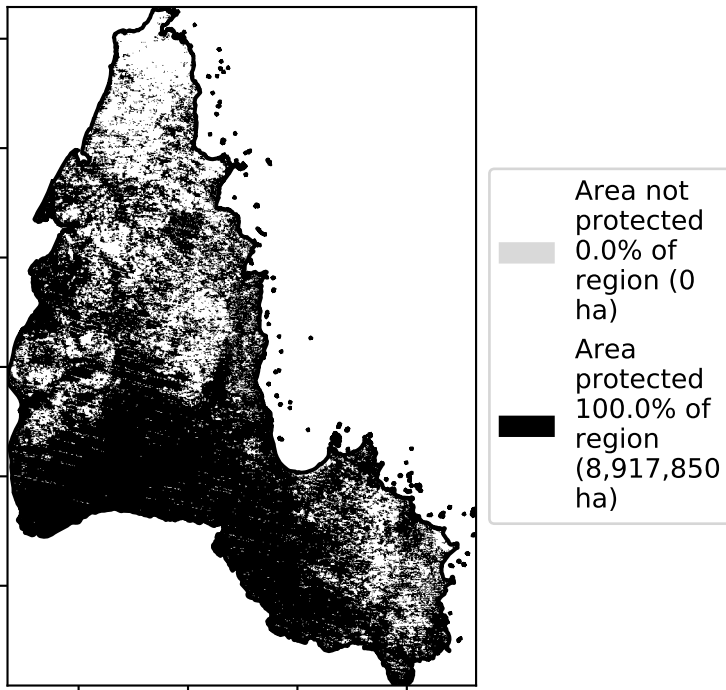 Area not
protected
0.0% of
region (0
ha)
Area
protected
100.0% of
region
(8,917,850
ha)